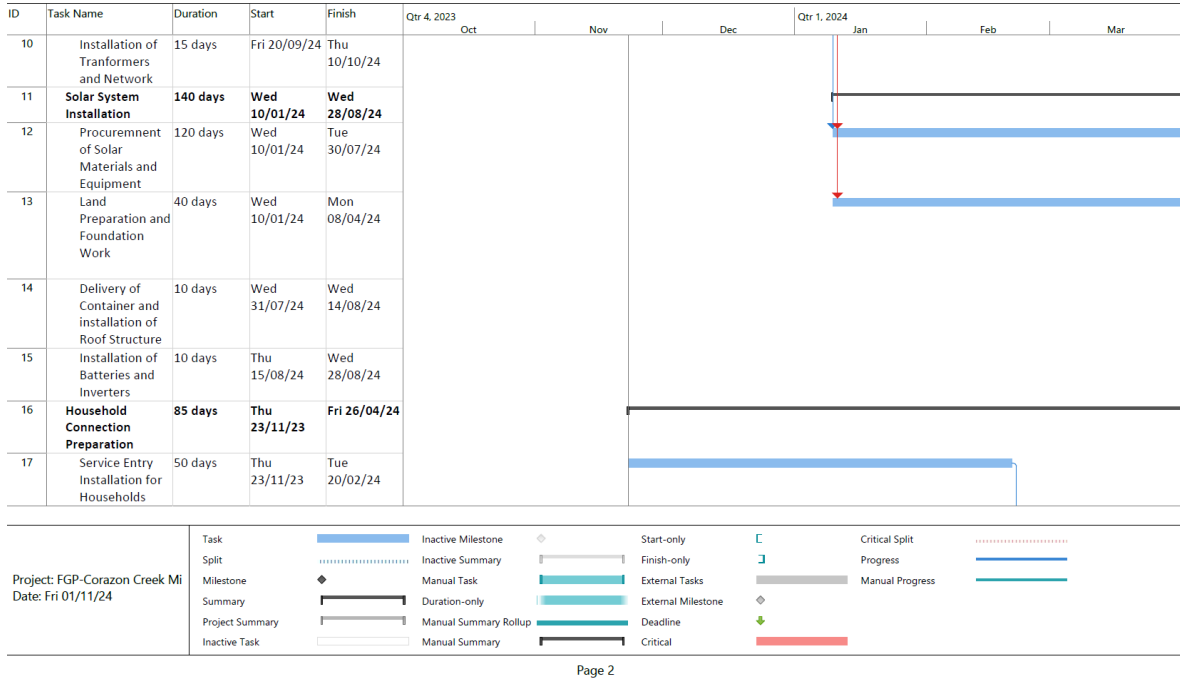 ID Task Name Duration Start Finish Qtr 4, 2023 Qtr 1, 2024
Oct Nov Dec Jan Feb Mar
10 Installation of 15 days Fri 20/09/24 Thu
Tranformers 10/10/24
and Network
11 Solar System 140 days Wed Wed
Installation 10/01/24 28/08/24
12 Procuremnent 120 days Wed Tue
of Solar 10/01/24 30/07/24
Materials and
Equipment
13 Land 40 days Wed Mon
Preparation and 10/01/24 08/04/24
Foundation
Work
14 Delivery of 10 days Wed Wed
Container and 31/07/24 14/08/24
installation of
Roof Structure
15 Installation of 10 days Thu Wed
Batteries and 15/08/24 28/08/24
Inverters
16 Household 85 days Thu Fri 26/04/24
Connection 23/11/23
Preparation
17 Service Entry 50 days Thu Tue
Installation for 23/11/23 20/02/24
Households
Project: FGP-Corazon Creek Mi
Date: Fri 01/11/24
Task
Split
Milestone
Summary
Project Summary
Inactive Task
Inactive Milestone
Inactive Summary
Manual Task
Duration-only
Manual Summary Rollup
Manual Summary
Start-only
Finish-only
External Tasks
External Milestone
Deadline
Critical
Critical Split
Progress
Manual Progress
Page 2